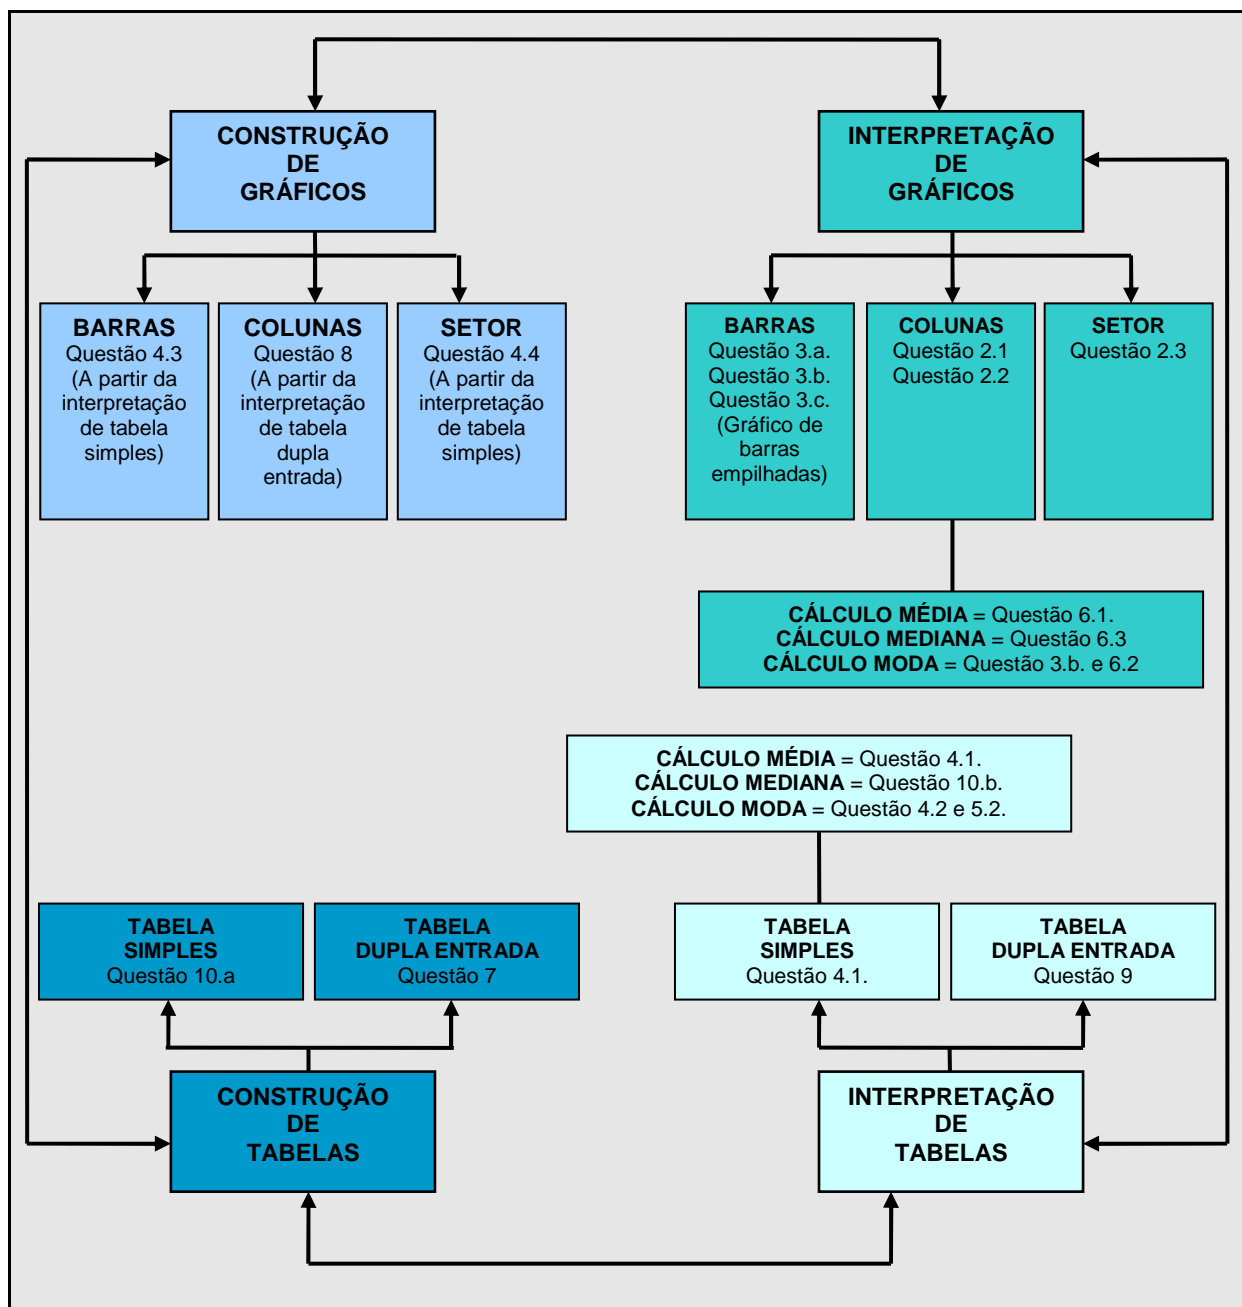 CONSTRUÇÃO
DE
GRÁFICOS
INTERPRETAÇÃO
DE
GRÁFICOS
BARRAS
Questão 4.3
(A partir da
interpretação
de tabela
simples)
COLUNAS
Questão 8
(A partir da
interpretação
de tabela
dupla
entrada)
SETOR
Questão 4.4
(A partir da
interpretação
de tabela
simples)
BARRAS
Questão 3.a.
Questão 3.b.
Questão 3.c.
(Gráfico de
barras
empilhadas)
COLUNAS
Questão 2.1
Questão 2.2
SETOR
Questão 2.3
CÁLCULO MÉDIA = Questão 6.1.
CÁLCULO MEDIANA = Questão 6.3
CÁLCULO MODA = Questão 3.b. e 6.2
CÁLCULO MÉDIA = Questão 4.1.
CÁLCULO MEDIANA = Questão 10.b.
CÁLCULO MODA = Questão 4.2 e 5.2.
TABELA
SIMPLES
Questão 10.a
TABELA
DUPLA ENTRADA
Questão 7
TABELA
SIMPLES
Questão 4.1.
TABELA
DUPLA ENTRADA
Questão 9
CONSTRUÇÃO
DE
TABELAS
INTERPRETAÇÃO
DE
TABELAS